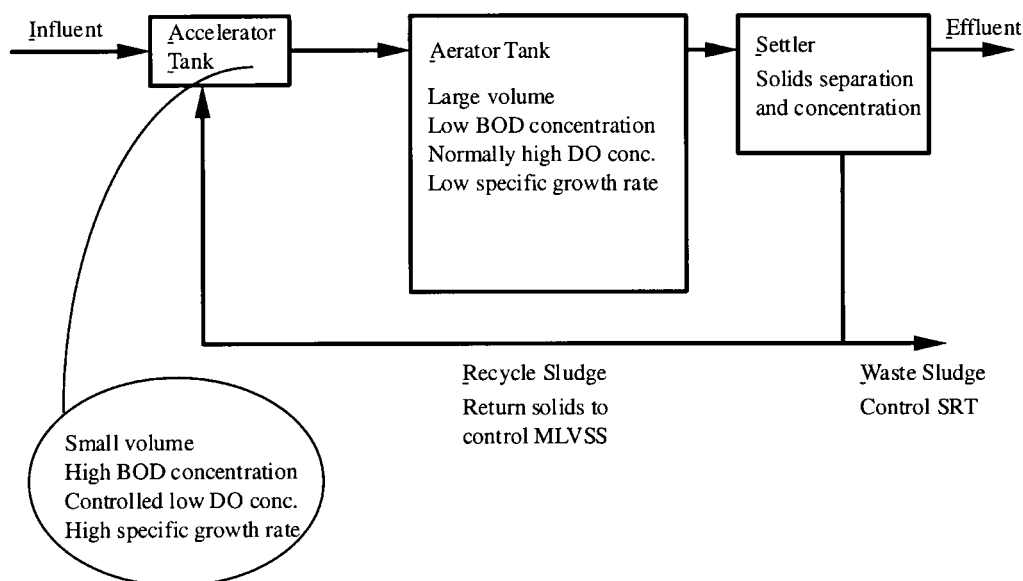 Influent
Accelerator
Tank
Aerator Tank
Large volume
Low BOD concentration
Normally high DO conc.
Low specific growth rate
Settler
Solids separation
and concentration
Effluent
Recycle Sludge
Return solids to
control MLVSS
Waste Sludge
Control SRT
Small volume
High BOD concentration
Controlled low DO conc.
High specific growth rate